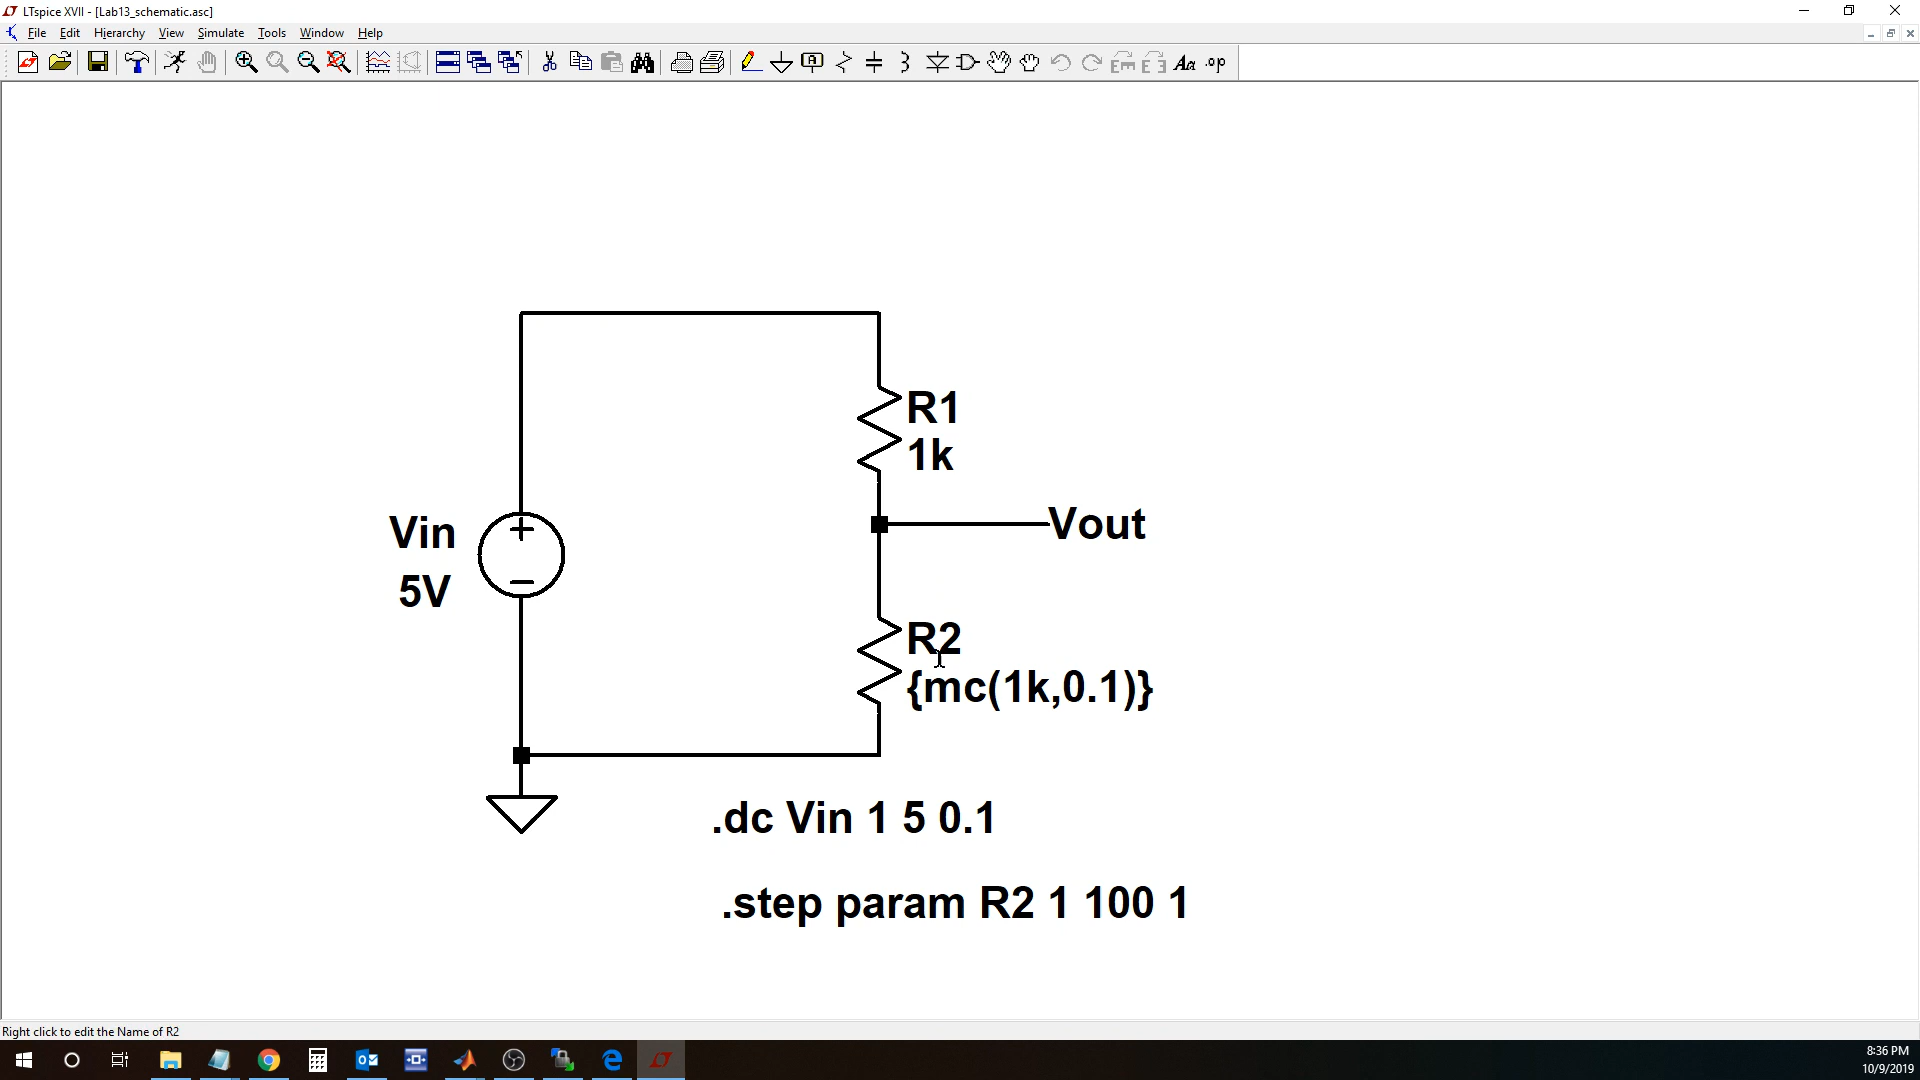 LTspice XVII - [Lab13_schematic.asc]
File Edit Hierarchy View Simulate Tools Window Help
R1
1k
Vin
5V
Vout
R2
{mc(1k,0.1)}
.dc Vin 1 5 0.1
.step param R2 1 100 1
Right click to edit the Name of R2
8:36 PM
10/9/2019